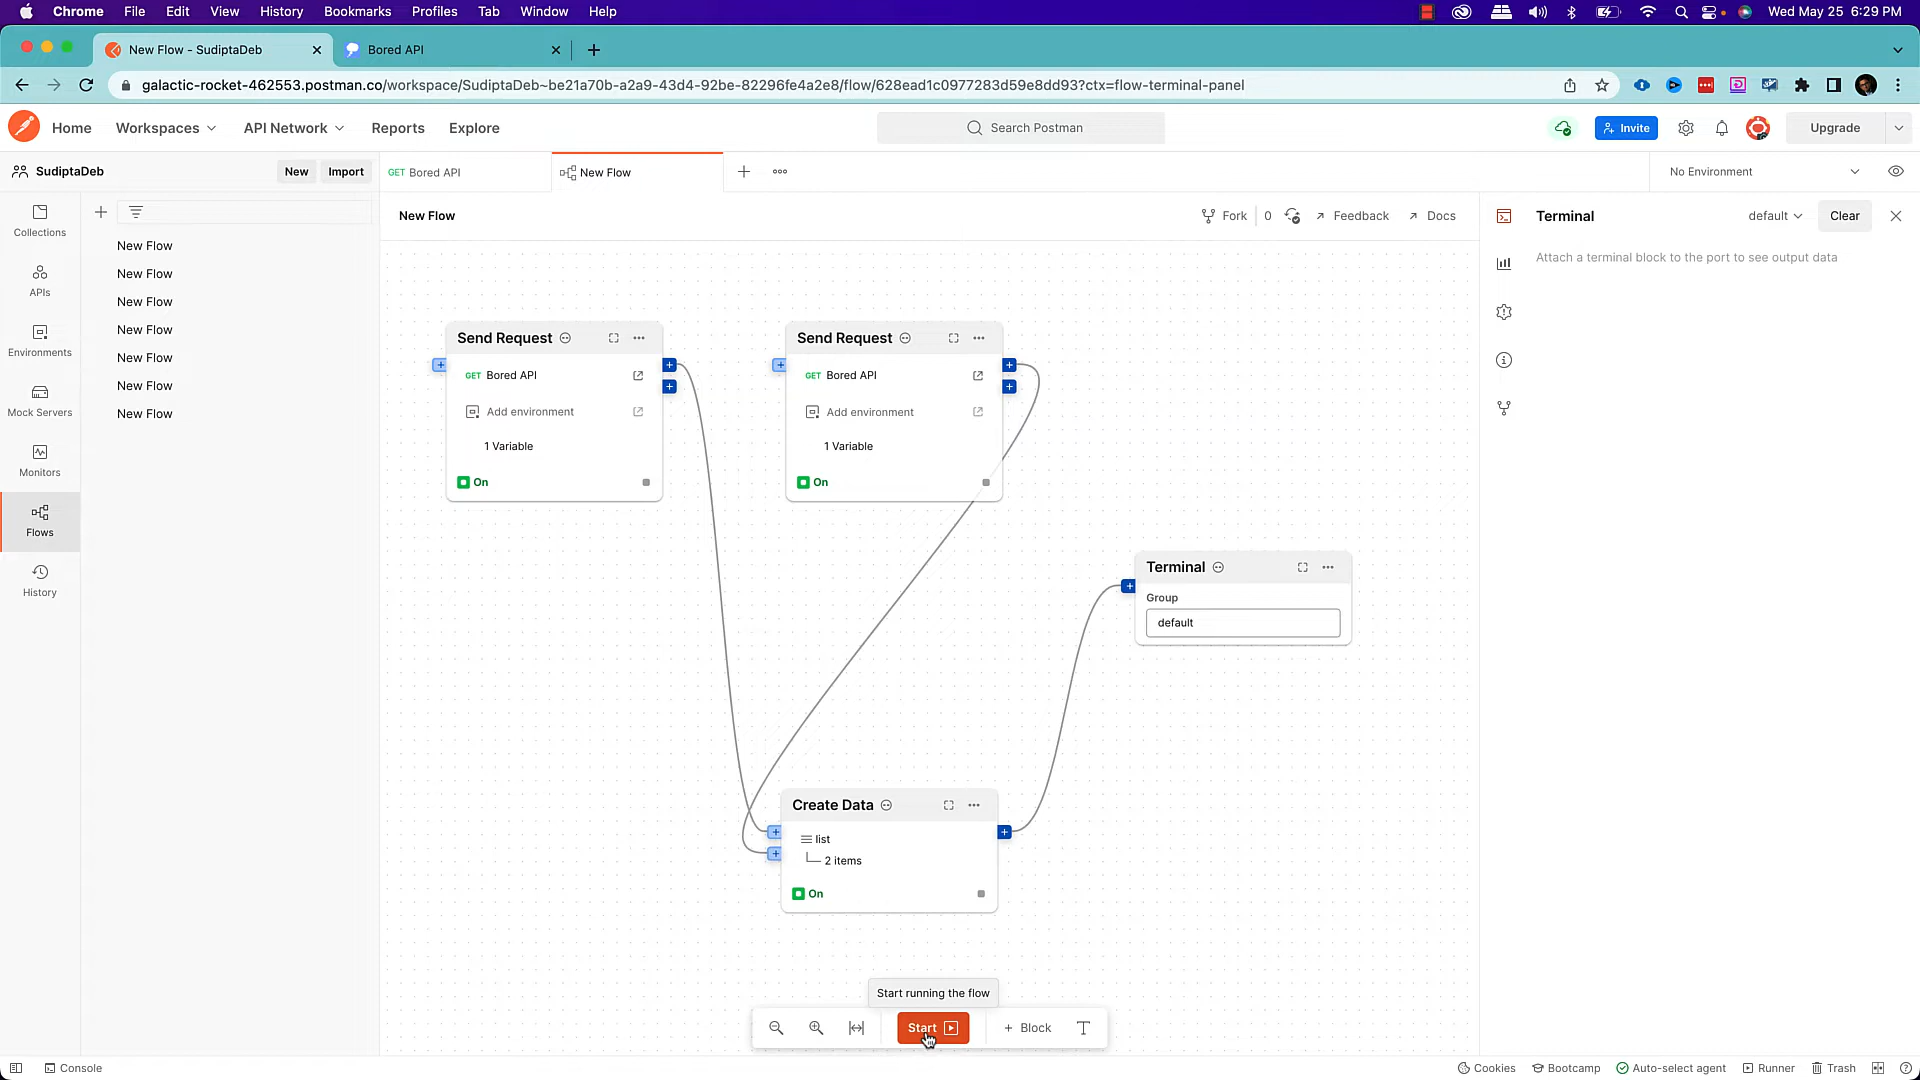 Chrome File Edit View History Bookmarks Profiles Tab Window Help Wed May 25 6:29 PM
New Flow - SudiptaDeb
Bored API
galactic-rocket-462553.postman.co/workspace/SudiptaDeb~be21a70b-a2a9-43d4-92be-82296fe4a2e8/flow/628ead1c0977283d59e8dd93?ctx=flow-terminal-panel
Home Workspaces API Network Reports Explore Search Postman Invite Upgrade
SudiptaDeb New Import GET Bored API New Flow No Environment
New Flow Fork 0 Feedback Docs Terminal default Clear
Attach a terminal block to the port to see output data
Collections
APIs
Environments
Mock Servers
Monitors
Flows
History
New Flow
New Flow
New Flow
New Flow
New Flow
New Flow
New Flow
Send Request
GET Bored API
Add environment
1 Variable
On
Send Request
GET Bored API
Add environment
1 Variable
On
Terminal
Group
default
Create Data
list
2 items
On
Start running the flow
Start + Block T
Console Cookies Bootcamp Auto-select agent Runner Trash